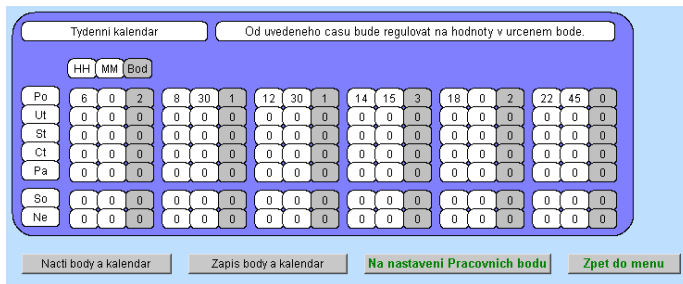 Tydenni kalendar Od uvedeneho casu bude regulovat na hodnoty v urcenem bode.
HH MM Bod
Po 6 0 2 8 30 1 12 30 1 14 15 3 18 0 2 22 45 0
Ut 0 0 0 0 0 0 0 0 0 0 0 0 0 0 0 0 0 0
St 0 0 0 0 0 0 0 0 0 0 0 0 0 0 0 0 0 0
Ct 0 0 0 0 0 0 0 0 0 0 0 0 0 0 0 0 0 0
Pa 0 0 0 0 0 0 0 0 0 0 0 0 0 0 0 0 0 0
So 0 0 0 0 0 0 0 0 0 0 0 0 0 0 0 0 0 0
Ne 0 0 0 0 0 0 0 0 0 0 0 0 0 0 0 0 0 0
Nacti body a kalendar Zapis body a kalendar Na nastaveni Pracovnich bodu Zpet do menu